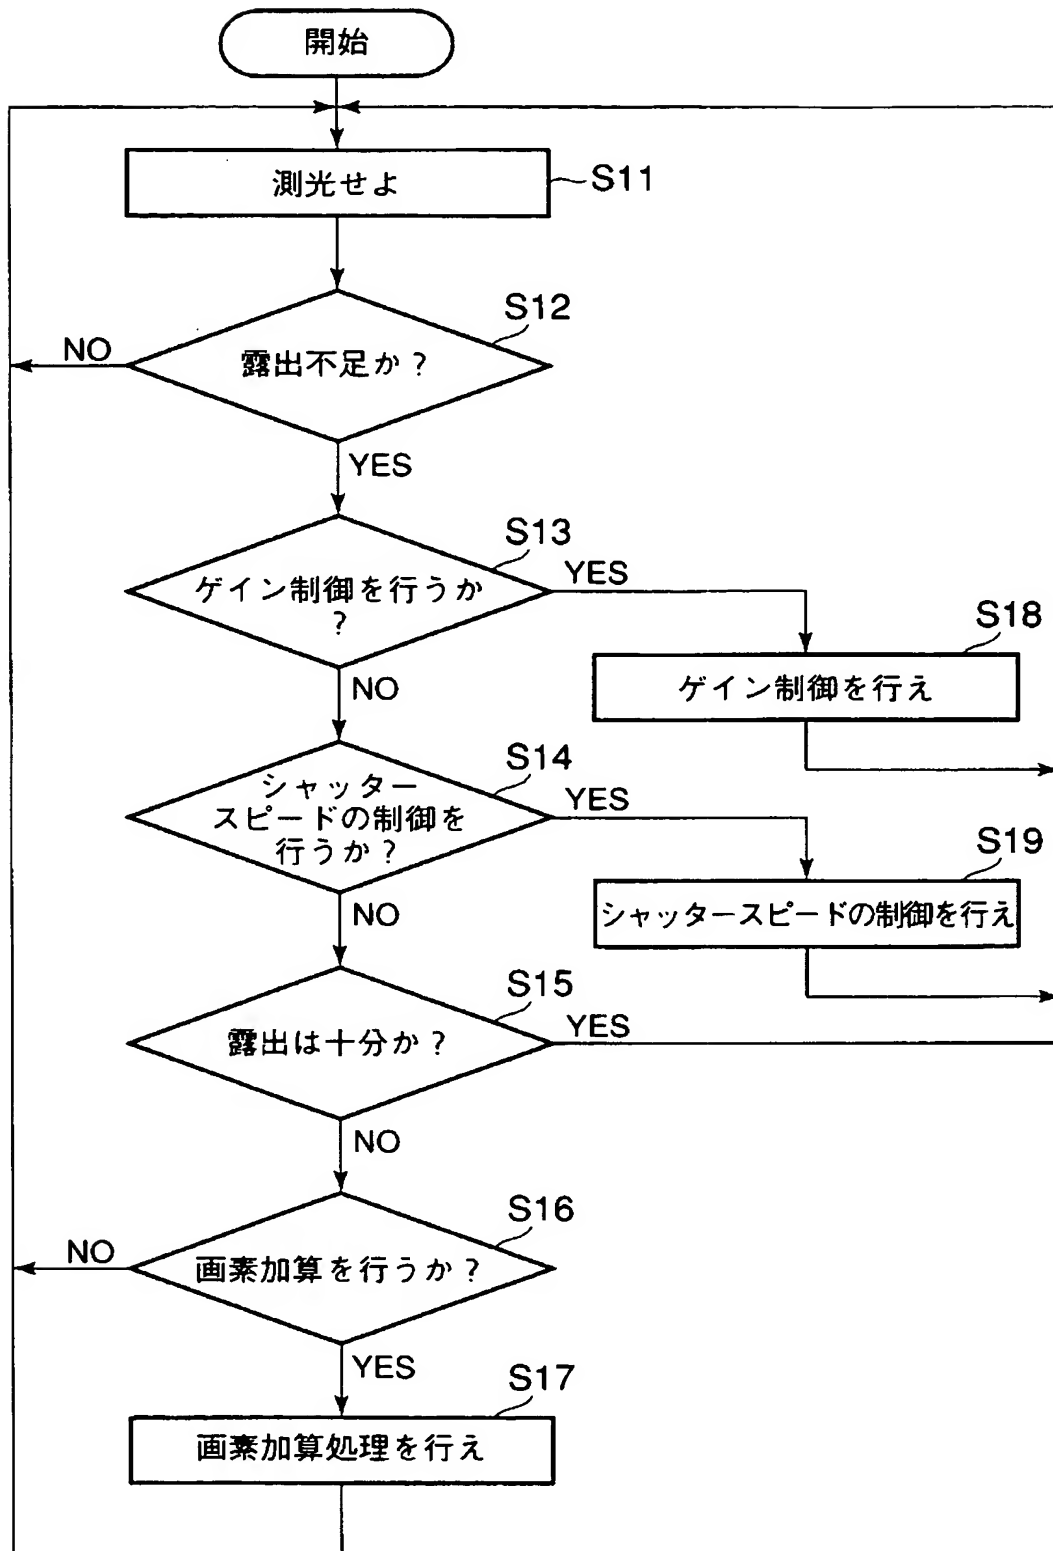 開始
測光せよ
S11
S12
露出不足か？
NO
YES
S13
ゲイン制御を行うか
？
YES
NO
S18
ゲイン制御を行え
S14
シャッター
スピードの制御を
行うか？
YES
NO
S19
シャッタースピードの制御を行え
S15
露出は十分か？
YES
NO
S16
画素加算を行うか？
NO
YES
S17
画素加算処理を行え